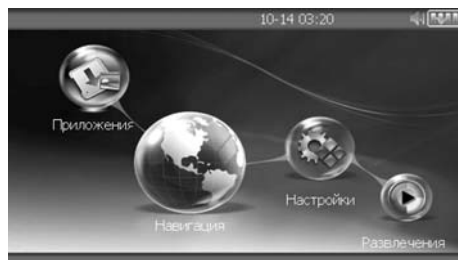 10-14 03:20
Приложения
Настройки
Навигация
Развлечения